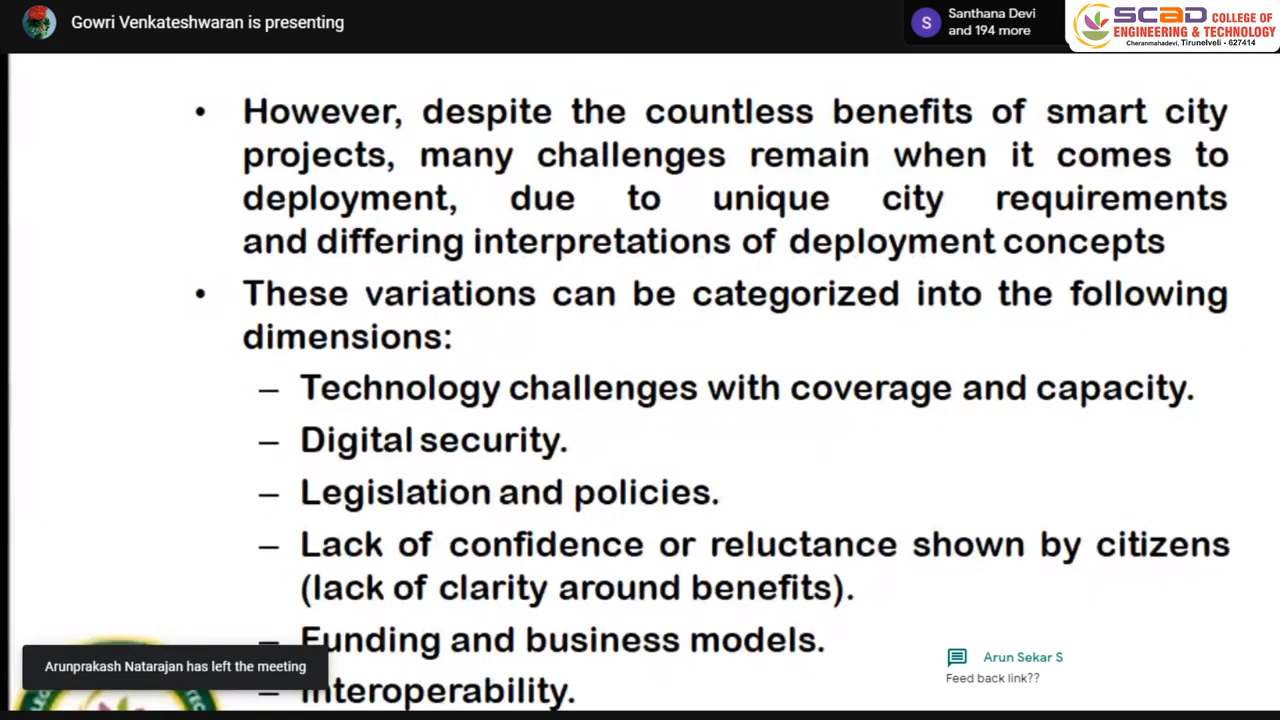 Gowri Venkateshwaran is presenting
S
Santhana Devi
and 194 more
SCAD COLLEGE OF
ENGINEERING & TECHNOLOGY
Cheranmahadevi, Tirunelveli - 627414
• However, despite the countless benefits of smart city
projects, many challenges remain when it comes to
deployment, due to unique city requirements
and differing interpretations of deployment concepts
• These variations can be categorized into the following
dimensions:
– Technology challenges with coverage and capacity.
– Digital security.
– Legislation and policies.
– Lack of confidence or reluctance shown by citizens
(lack of clarity around benefits).
– Funding and business models.
– Interoperability.
Arunprakash Natarajan has left the meeting
Arun Sekar S
Feed back link??